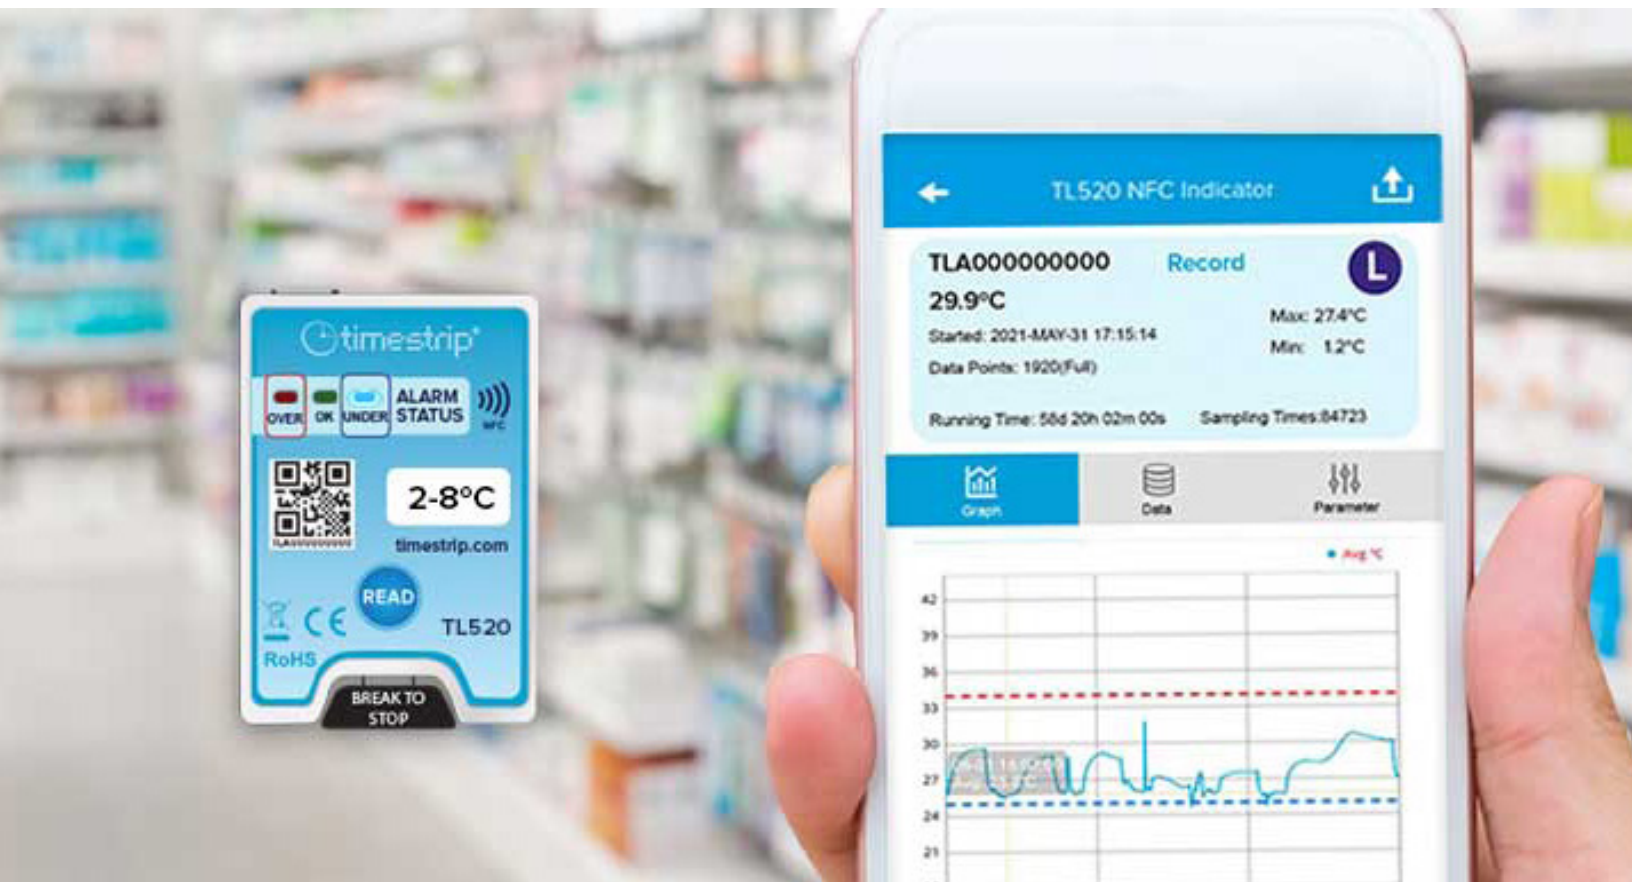 timestrip®
OVER OK UNDER ALARM STATUS NFC
2-8°C
timestrip.com
READ
CE
TL520
RoHS
BREAK TO
STOP
TL520 NFC Indicator
TLA000000000 Record L
29.9°C
Max: 27.4°C
Started: 2021-MAY-31 17:15:14
Min: 1.2°C
Data Points: 1920(Full)
Running Time: 58d 20h 02m 00s Sampling Times:84723
Graph Data Parameter
Avg °C
42
39
36
33
30
27
24
21